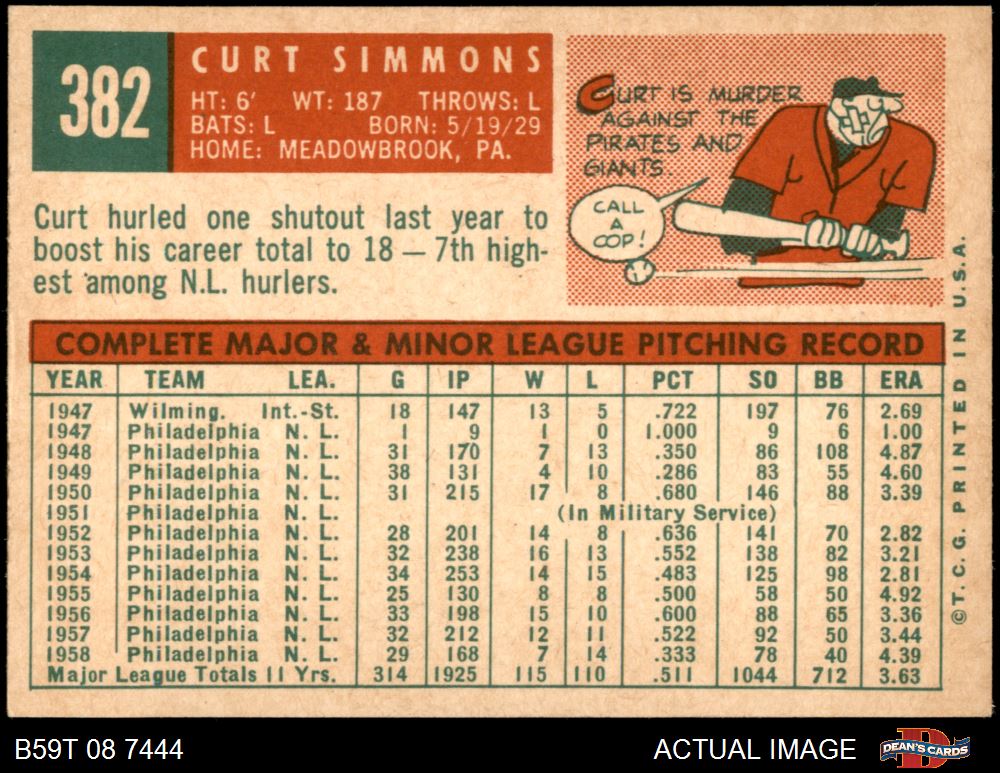 382
CURT SIMMONS
HT: 6' WT: 187 THROWS: L
BATS: L BORN: 5/19/29
HOME: MEADOWBROOK, PA.
CURT IS MURDER
AGAINST THE
PIRATES AND
GIANTS.
CALL
A
COP!
Curt hurled one shutout last year to
boost his career total to 18 — 7th high-
est among N.L. hurlers.
COMPLETE MAJOR & MINOR LEAGUE PITCHING RECORD
YEAR TEAM LEA. G IP W L PCT SO BB ERA
1947 Wilming. Int.-St. 18 147 13 5 .722 197 76 2.69
1947 Philadelphia N. L. 1 9 1 0 1.000 9 6 1.00
1948 Philadelphia N. L. 31 170 7 13 .350 86 108 4.87
1949 Philadelphia N. L. 38 131 4 10 .286 83 55 4.60
1950 Philadelphia N. L. 31 215 17 8 .680 146 88 3.39
1951 Philadelphia N. L. (In Military Service)
1952 Philadelphia N. L. 28 201 14 8 .636 141 70 2.82
1953 Philadelphia N. L. 32 238 16 13 .552 138 82 3.21
1954 Philadelphia N. L. 34 253 14 15 .483 125 98 2.81
1955 Philadelphia N. L. 25 130 8 8 .500 58 50 4.92
1956 Philadelphia N. L. 33 198 15 10 .600 88 65 3.36
1957 Philadelphia N. L. 32 212 12 11 .522 92 50 3.44
1958 Philadelphia N. L. 29 168 7 14 .333 78 40 4.39
Major League Totals 11 Yrs. 314 1925 115 110 .511 1044 712 3.63
©T. C. G. PRINTED IN U.S.A.
B59T 08 7444
ACTUAL IMAGE
DEAN'S CARDS